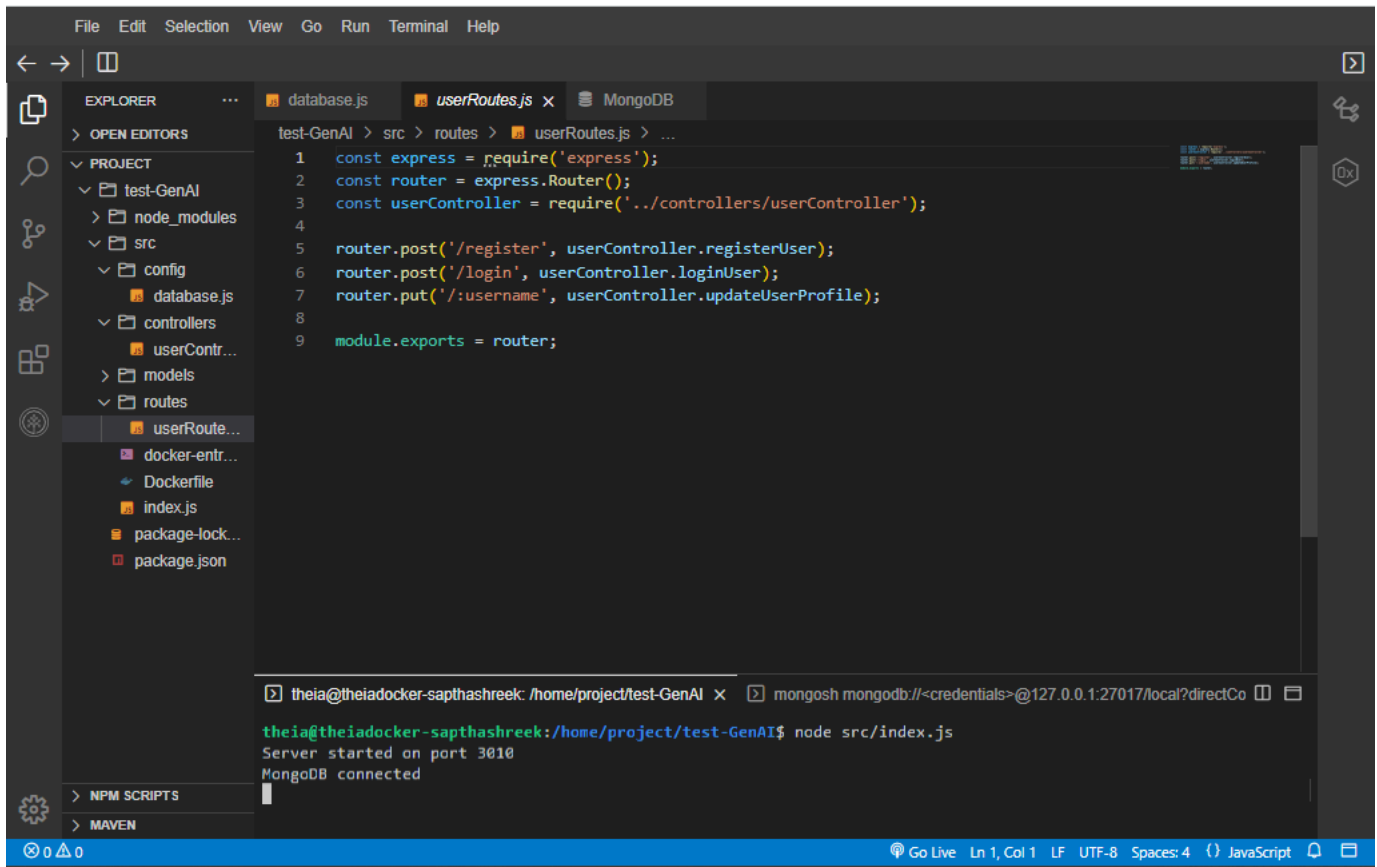 File Edit Selection View Go Run Terminal Help
EXPLORER ...
OPEN EDITORS
PROJECT
test-GenAI
node_modules
src
config
database.js
controllers
userContr...
models
routes
userRoute...
docker-entr...
Dockerfile
index.js
package-lock...
package.json
NPM SCRIPTS
MAVEN
database.js userRoutes.js MongoDB
test-GenAI > src > routes > userRoutes.js > ...
1 const express = require('express');
2 const router = express.Router();
3 const userController = require('../controllers/userController');
4
5 router.post('/register', userController.registerUser);
6 router.post('/login', userController.loginUser);
7 router.put('/:username', userController.updateUserProfile);
8
9 module.exports = router;
theia@theiadocker-sapthashreek: /home/project/test-GenAI mongosh mongodb://<credentials>@127.0.0.1:27017/local?directCo
theia@theiadocker-sapthashreek:/home/project/test-GenAI$ node src/index.js
Server started on port 3010
MongoDB connected
0 0 Go Live Ln 1, Col 1 LF UTF-8 Spaces: 4 {} JavaScript